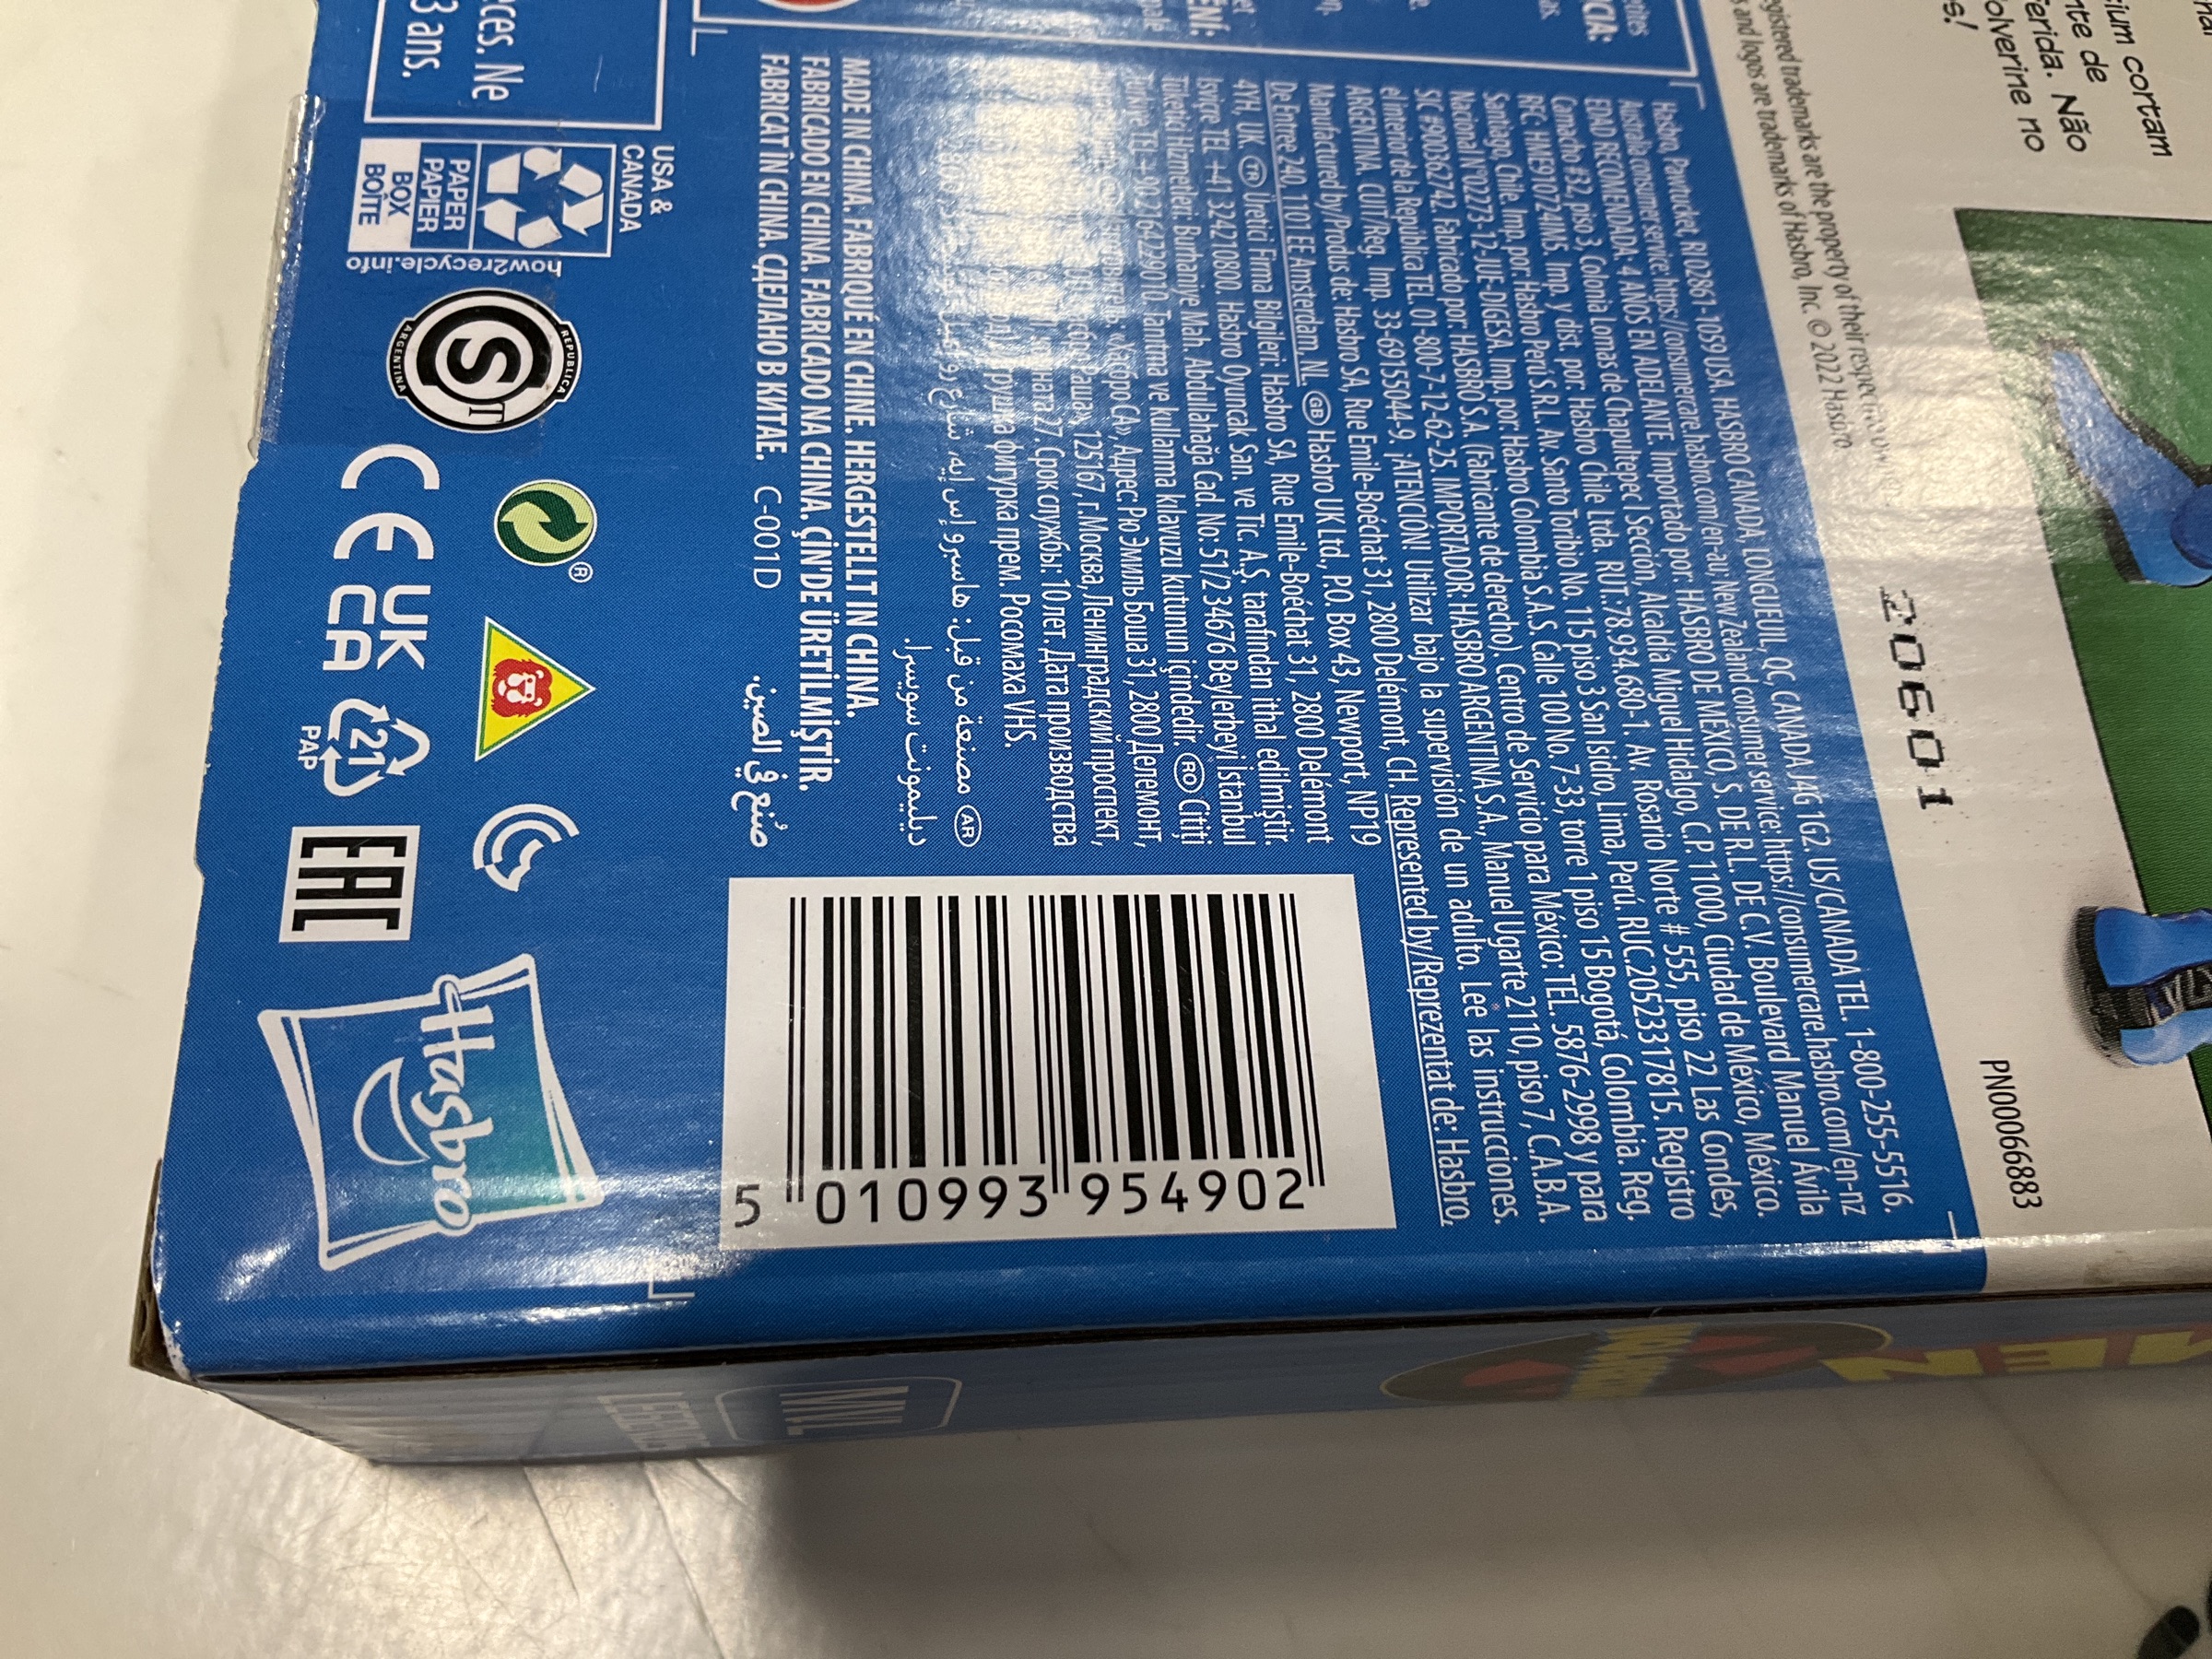 ces. Ne
3 ans.
USA &
CANADA
PAPER
PAPIER
BOX
BOÎTE
how2recycle.info
REPUBLICA
ARGENTINA
S
CE
UK
CA
21
PAP
EAC
®
Hasbro
registered trademarks are the property of their respective
and logos are trademarks of Hasbro, Inc. © 2022 Hasbro
Hasbro, Pawtucket, RI 02861-1059 USA. HASBRO CANADA, LONGUEUIL, QC, CANADA J4G 1G2. US/CANADA TEL. 1-800-255-5516.
Australia consumer service: https://consumercare.hasbro.com/en-au; New Zealand consumer service: https://consumercare.hasbro.com/en-nz
EDAD RECOMENDADA: 4 AÑOS EN ADELANTE. Importado por: HASBRO DE MÉXICO, S. DE R.L. DE C.V. Boulevard Manuel Ávila
Camacho #32, piso 3, Colonia Lomas de Chapultepec I Sección, Alcaldía Miguel Hidalgo, C.P. 11000, Ciudad de México, México.
RFC. HME910724IM5. Imp. y dist. por: Hasbro Chile Ltda. RUT.:78.934.680-1. Av. Rosario Norte # 555, piso 22 Las Condes,
Santiago, Chile. Imp. por: Hasbro Perú S.R.L. Av. Santo Toribio No. 115 piso 3 San Isidro, Lima, Perú. RUC.20523317815. Registro
Nacional Nº02273-12-JUE-DIGESA. Imp. por: Hasbro Colombia S.A.S. Calle 100 No. 7-33, torre 1 piso 15 Bogotá, Colombia. Reg.
SIC #900362742. Fabricado por: HASBRO S.A. (Fabricante de derecho), Centro de Servicio para México: TEL. 5876-2998 y para
el interior de la Republica TEL. 01-800-7-12-62-25. IMPORTADOR: HASBRO ARGENTINA S.A., Manuel Ugarte 2110, piso 7, C.A.B.A.
ARGENTINA. CUIT/Reg. Imp. 33-69155044-9. ¡ATENCIÓN! Utilizar bajo la supervisión de un adulto. Lee las instrucciones.
Manufactured by/Produs de: Hasbro SA, Rue Emile-Boéchat 31, 2800 Delémont, CH. Represented by/Reprezentat de: Hasbro,
De Entree 240, 1101 EE Amsterdam, NL. GB Hasbro UK Ltd., P.O. Box 43, Newport, NP19
4YH, UK. TR Üretici Firma Bilgileri: Hasbro SA, Rue Emile-Boéchat 31, 2800 Delémont
İsviçre. TEL +41 324210800. Hasbro Oyuncak San. ve Tic. A.Ş. tarafından ithal edilmiştir.
Tüketici Hizmetleri: Burhaniye Mah. Abdullahağa Cad. No: 51/2 34676 Beylerbeyi İstanbul
Türkiye, TEL +90 2164229010. Tanıtma ve kullanma kılavuzu kutunun içindedir. RO Citiți
«Хасбро СА», Адрес: Рю Эмиль Боша 31, 2800 Делемонт,
125167, г. Москва, Ленинградский проспект,
27. Срок службы: 10 лет. Дата производства
фигурка прем. Росомаха VHS.
AR مصنعة من قبل: هاسبرو إس إيه، شارع
ديليمونت سويسرا.
MADE IN CHINA. FABRIQUÉ EN CHINE. HERGESTELLT IN CHINA.
FABRICADO EN CHINA. FABRICADO NA CHINA. ÇİN'DE ÜRETİLMİŞTİR.
FABRICAT ÎN CHINA. СДЕЛАНО В КИТАЕ. C-001D
صُنع في الصين.
5 010993 954902
20601
PN00066883
sium cortam
nte de
ferida. Não
olverine no
s!